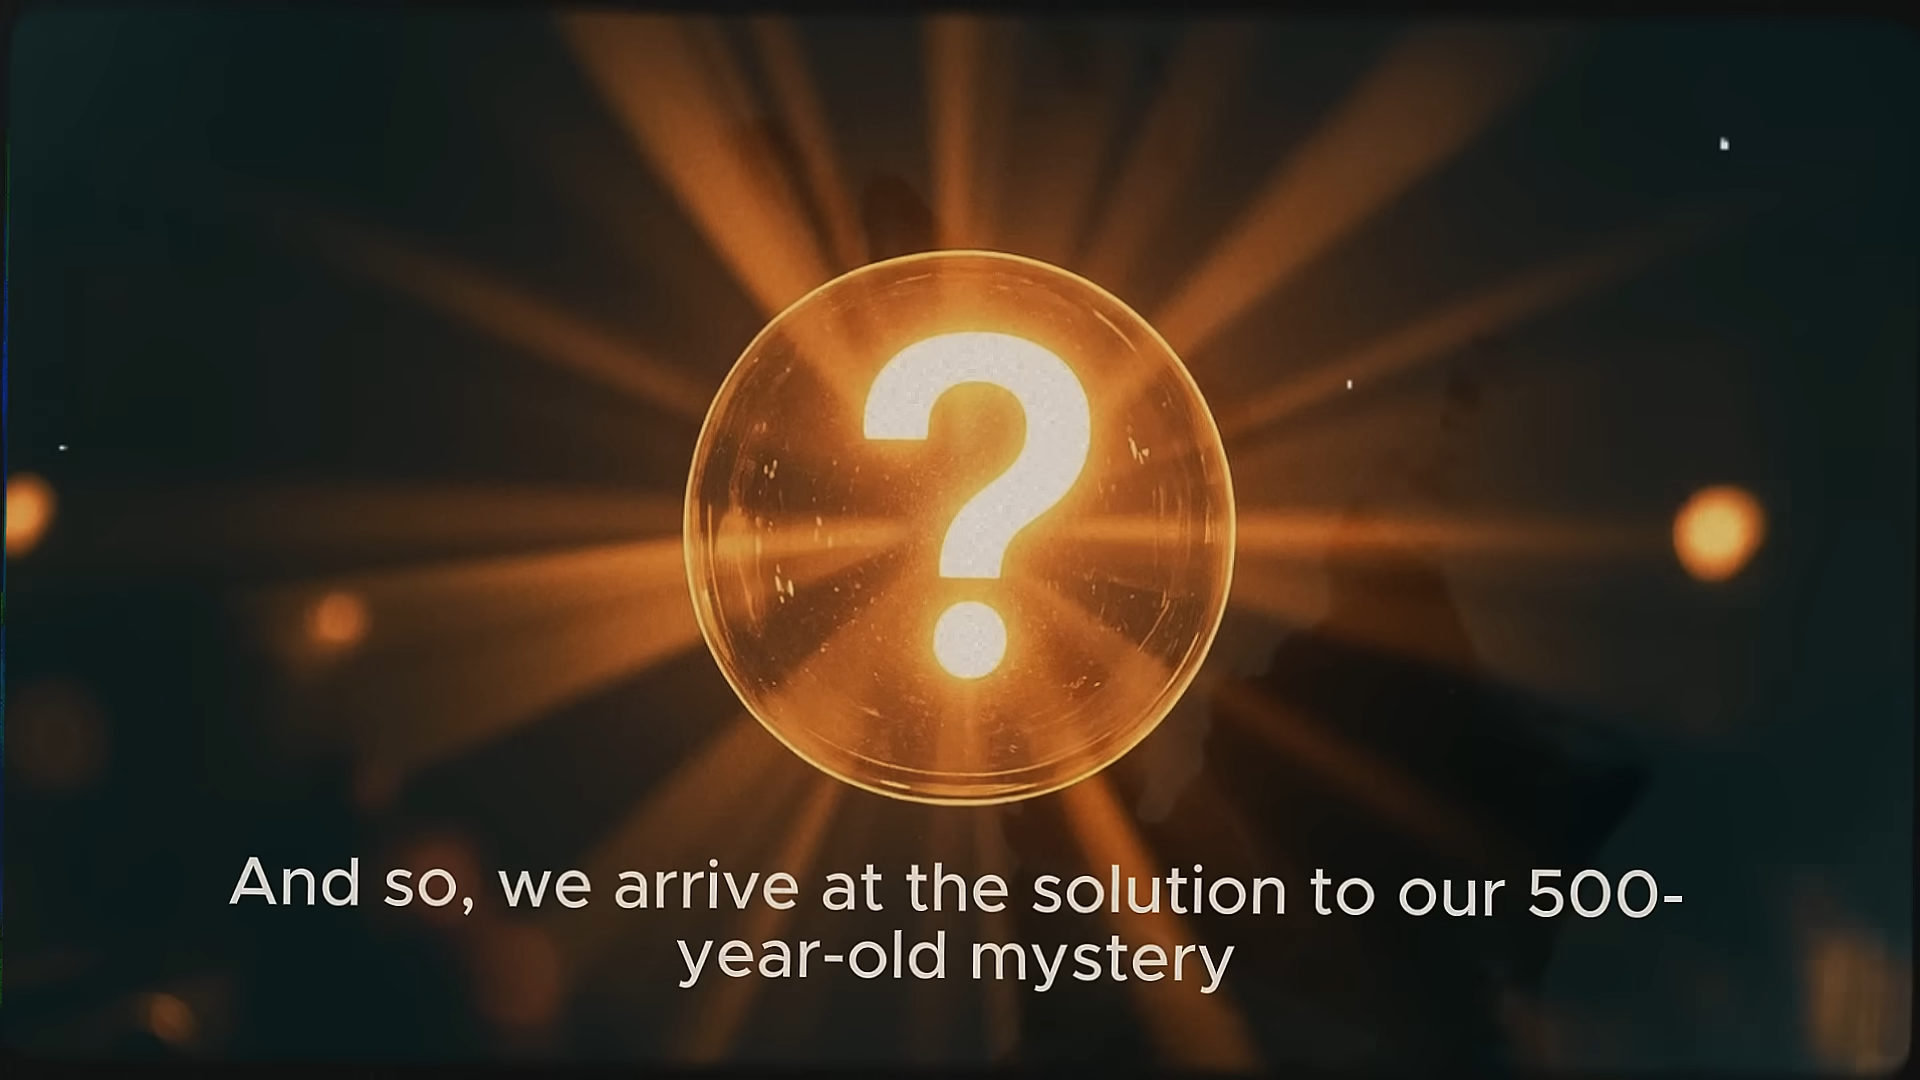 ?
And so, we arrive at the solution to our 500-
year-old mystery